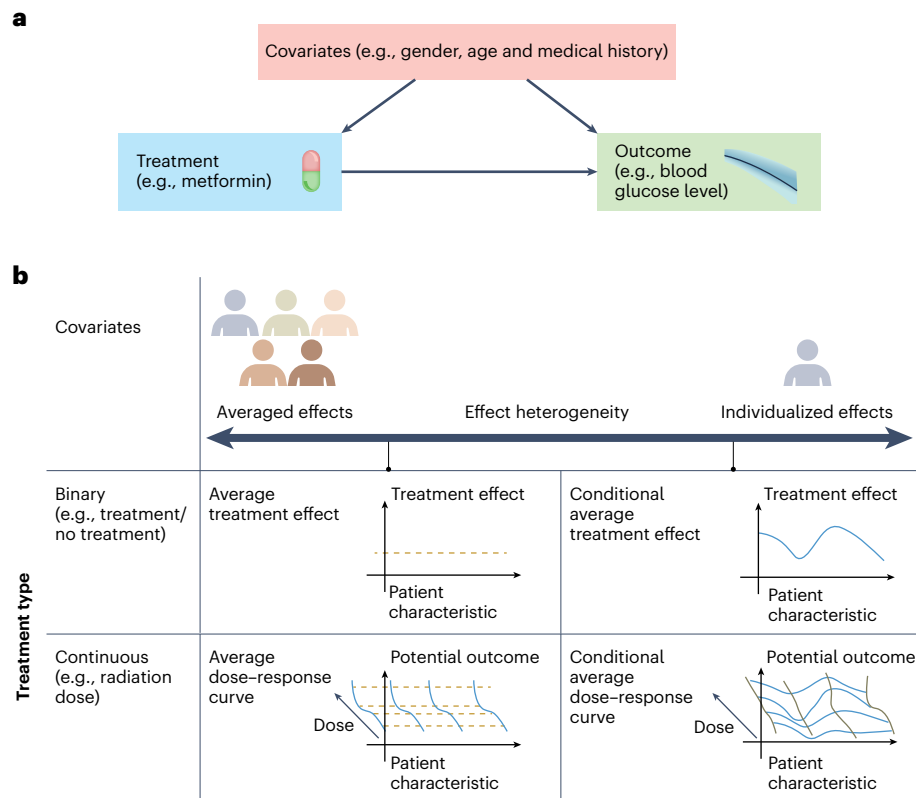 a
Covariates (e.g., gender, age and medical history)
Treatment
(e.g., metformin)
Outcome
(e.g., blood
glucose level)
b
Covariates
Averaged effects
Effect heterogeneity
Individualized effects
Treatment type
Binary
(e.g., treatment/
no treatment)
Average
treatment effect
Treatment effect
Patient
characteristic
Conditional
average
treatment effect
Treatment effect
Patient
characteristic
Continuous
(e.g., radiation
dose)
Average
dose–response
curve
Potential outcome
Dose
Patient
characteristic
Conditional
average
dose–response
curve
Potential outcome
Dose
Patient
characteristic